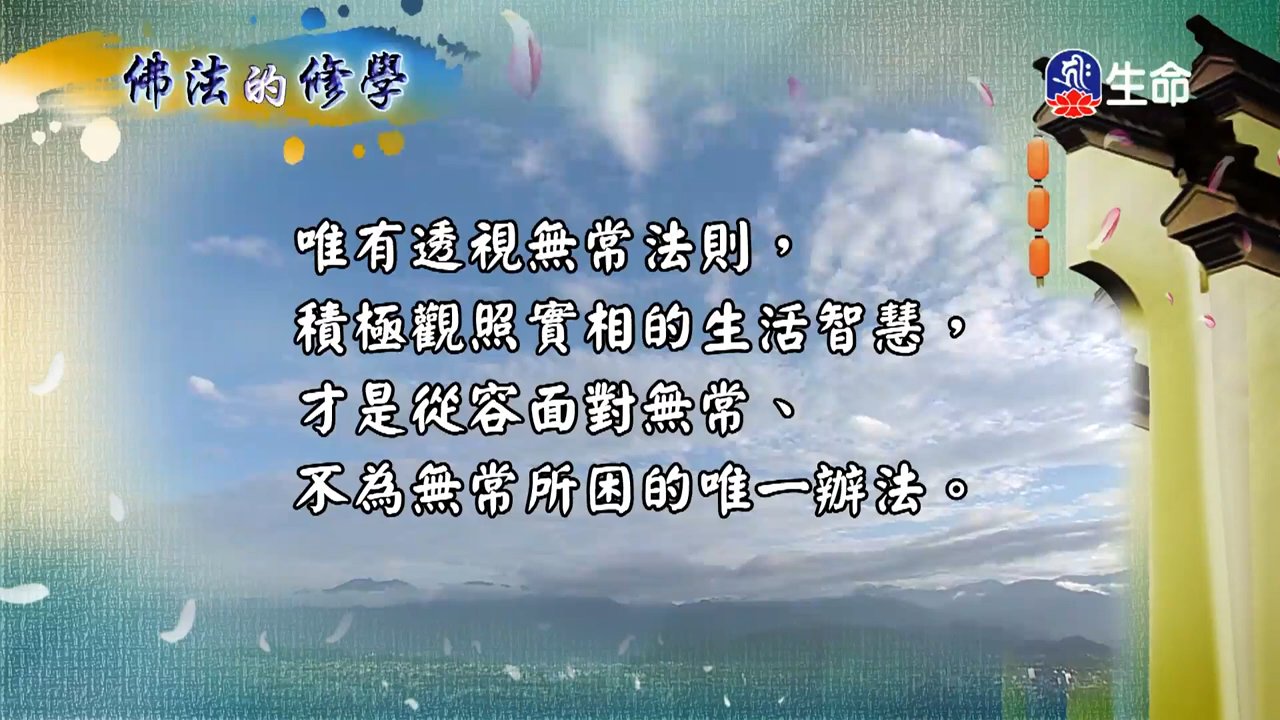 佛法的修學
生命
唯有透視無常法則，
積極觀照實相的生活智慧，
才是從容面對無常、
不為無常所困的唯一辦法。